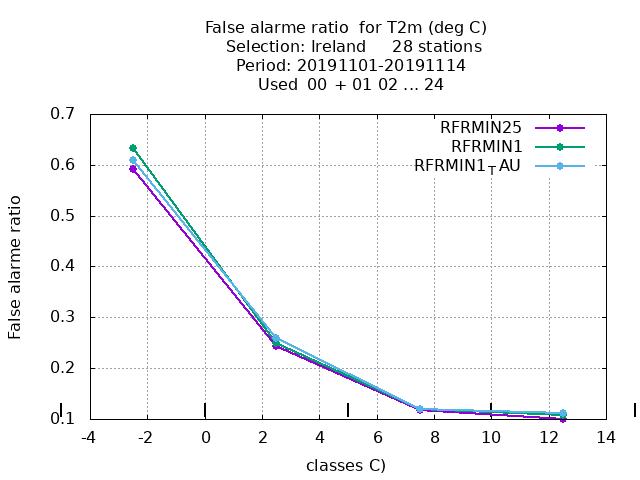 False alarme ratio  for T2m (deg C)
Selection: Ireland     28 stations
Period: 20191101-20191114
Used  00 + 01 02 ... 24
RFRMIN25
RFRMIN1
RFRMIN1TAU
False alarme ratio
0.7
0.6
0.5
0.4
0.3
0.2
0.1
-4 -2 0 2 4 6 8 10 12 14
classes C)